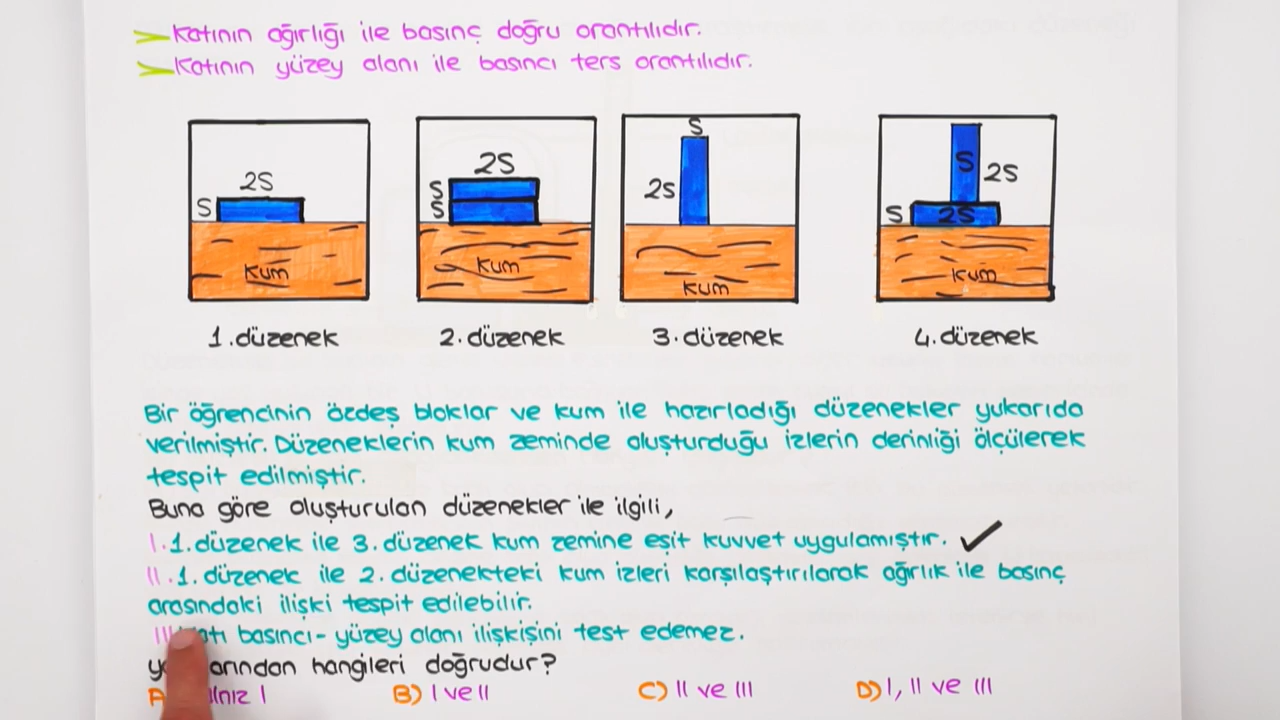 Katının ağırlığı ile basınç doğru orantılıdır.
Katının yüzey alanı ile basıncı ters orantılıdır.
2S
S
Kum
1.düzenek
2S
S
S
Kum
2.düzenek
S
2S
Kum
3.düzenek
S
2S
S
2S
Kum
4.düzenek
Bir öğrencinin özdeş bloklar ve kum ile hazırladığı düzenekler yukarıda
verilmiştir. Düzeneklerin kum zeminde oluşturduğu izlerin derinliği ölçülerek
tespit edilmiştir.
Buna göre oluşturulan düzenekler ile ilgili,
I.1.düzenek ile 3.düzenek kum zemine eşit kuvvet uygulamıştır.
II.1.düzenek ile 2.düzenekteki kum izleri karşılaştırılarak ağırlık ile basınç
arasındaki ilişki tespit edilebilir.
basıncı-yüzey alanı ilişkisini test edemez.
hangileri doğrudur?
I
B) I ve II
C) II ve III
D) I, II ve III